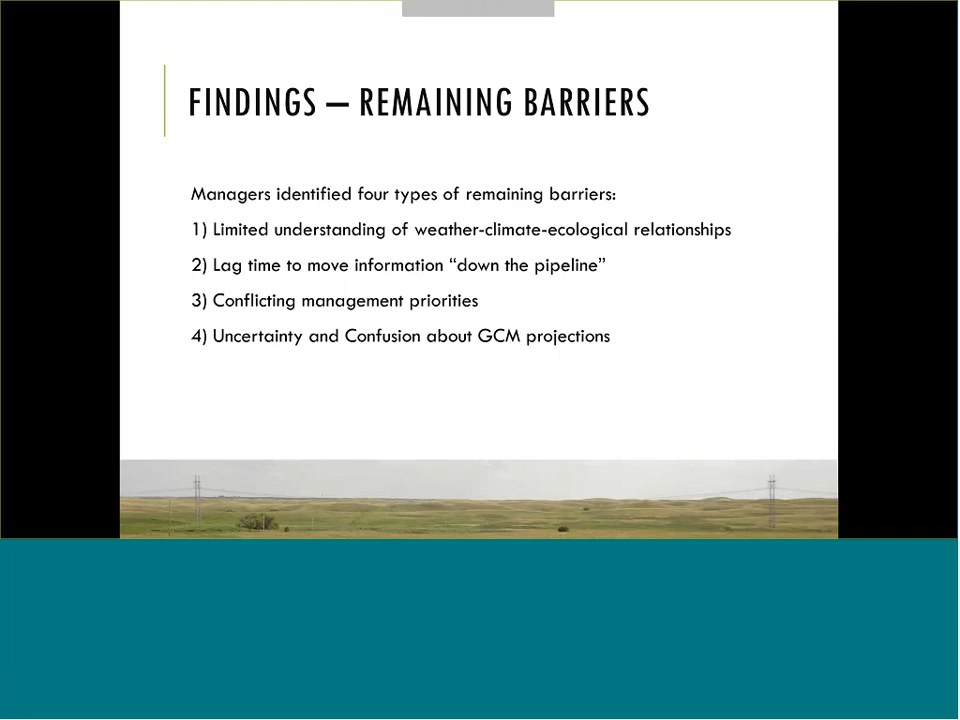 FINDINGS – REMAINING BARRIERS
Managers identified four types of remaining barriers:
1) Limited understanding of weather-climate-ecological relationships
2) Lag time to move information “down the pipeline”
3) Conflicting management priorities
4) Uncertainty and Confusion about GCM projections